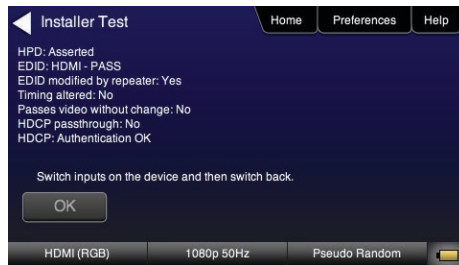 Installer Test
Home
Preferences
Help
HPD: Asserted
EDID: HDMI - PASS
EDID modified by repeater: Yes
Timing altered: No
Passes video without change: No
HDCP passthrough: No
HDCP: Authentication OK
Switch inputs on the device and then switch back.
OK
HDMI (RGB)
1080p 50Hz
Pseudo Random